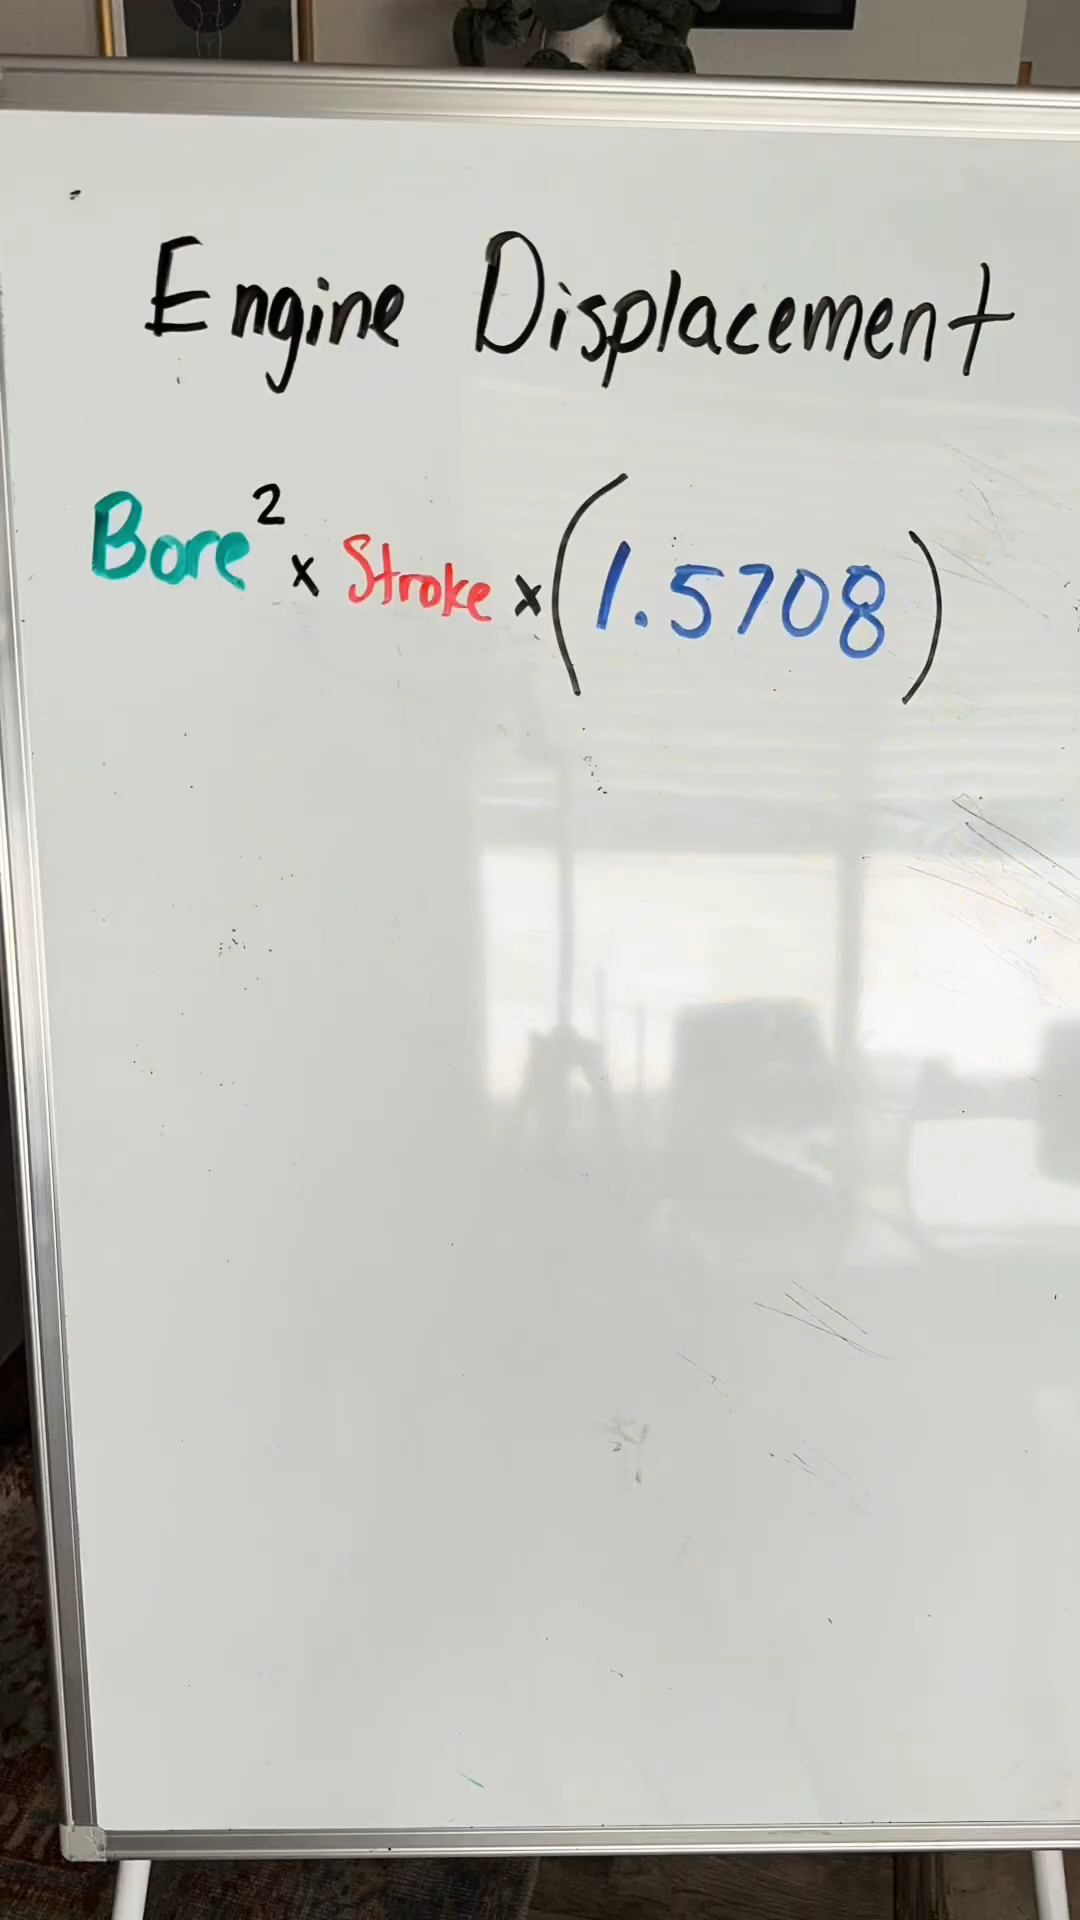 Engine Displacement
Bore² x Stroke x (1.5708)